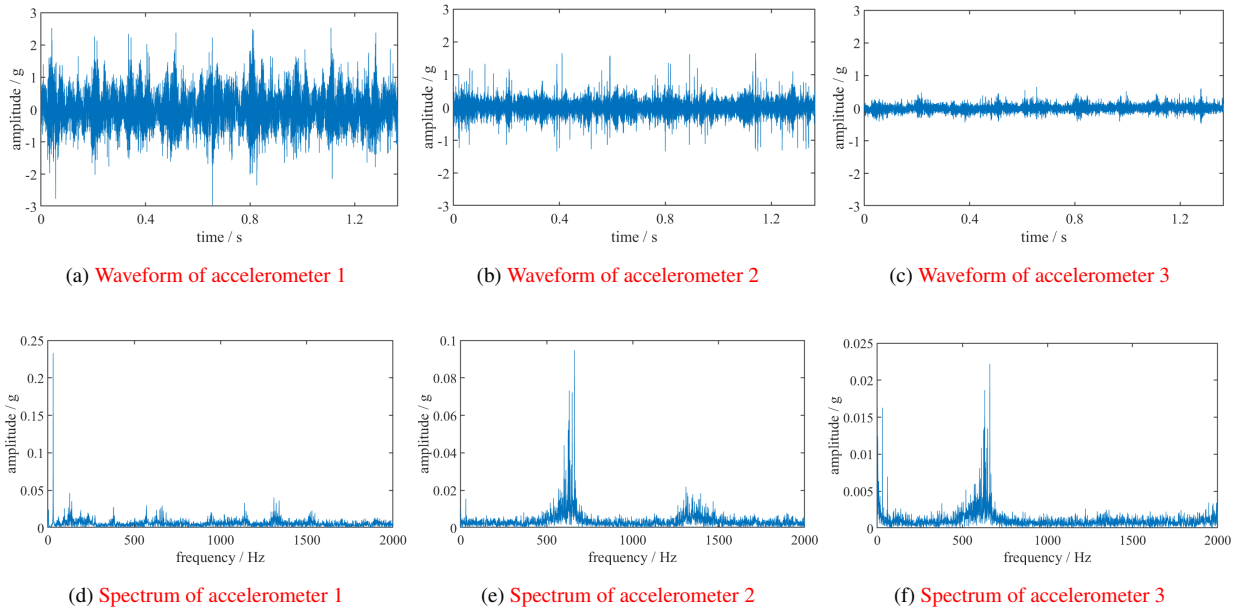 3
2
1
0
-1
-2
-3
0 0.4 0.8 1.2
amplitude / g
time / s
(a) Waveform of accelerometer 1
3
2
1
0
-1
-2
-3
0 0.4 0.8 1.2
amplitude / g
time / s
(b) Waveform of accelerometer 2
3
2
1
0
-1
-2
-3
0 0.4 0.8 1.2
amplitude / g
time / s
(c) Waveform of accelerometer 3
0.25
0.2
0.15
0.1
0.05
0
0 500 1000 1500 2000
amplitude / g
frequency / Hz
(d) Spectrum of accelerometer 1
0.1
0.08
0.06
0.04
0.02
0
0 500 1000 1500 2000
amplitude / g
frequency / Hz
(e) Spectrum of accelerometer 2
0.025
0.02
0.015
0.01
0.005
0
0 500 1000 1500 2000
amplitude / g
frequency / Hz
(f) Spectrum of accelerometer 3